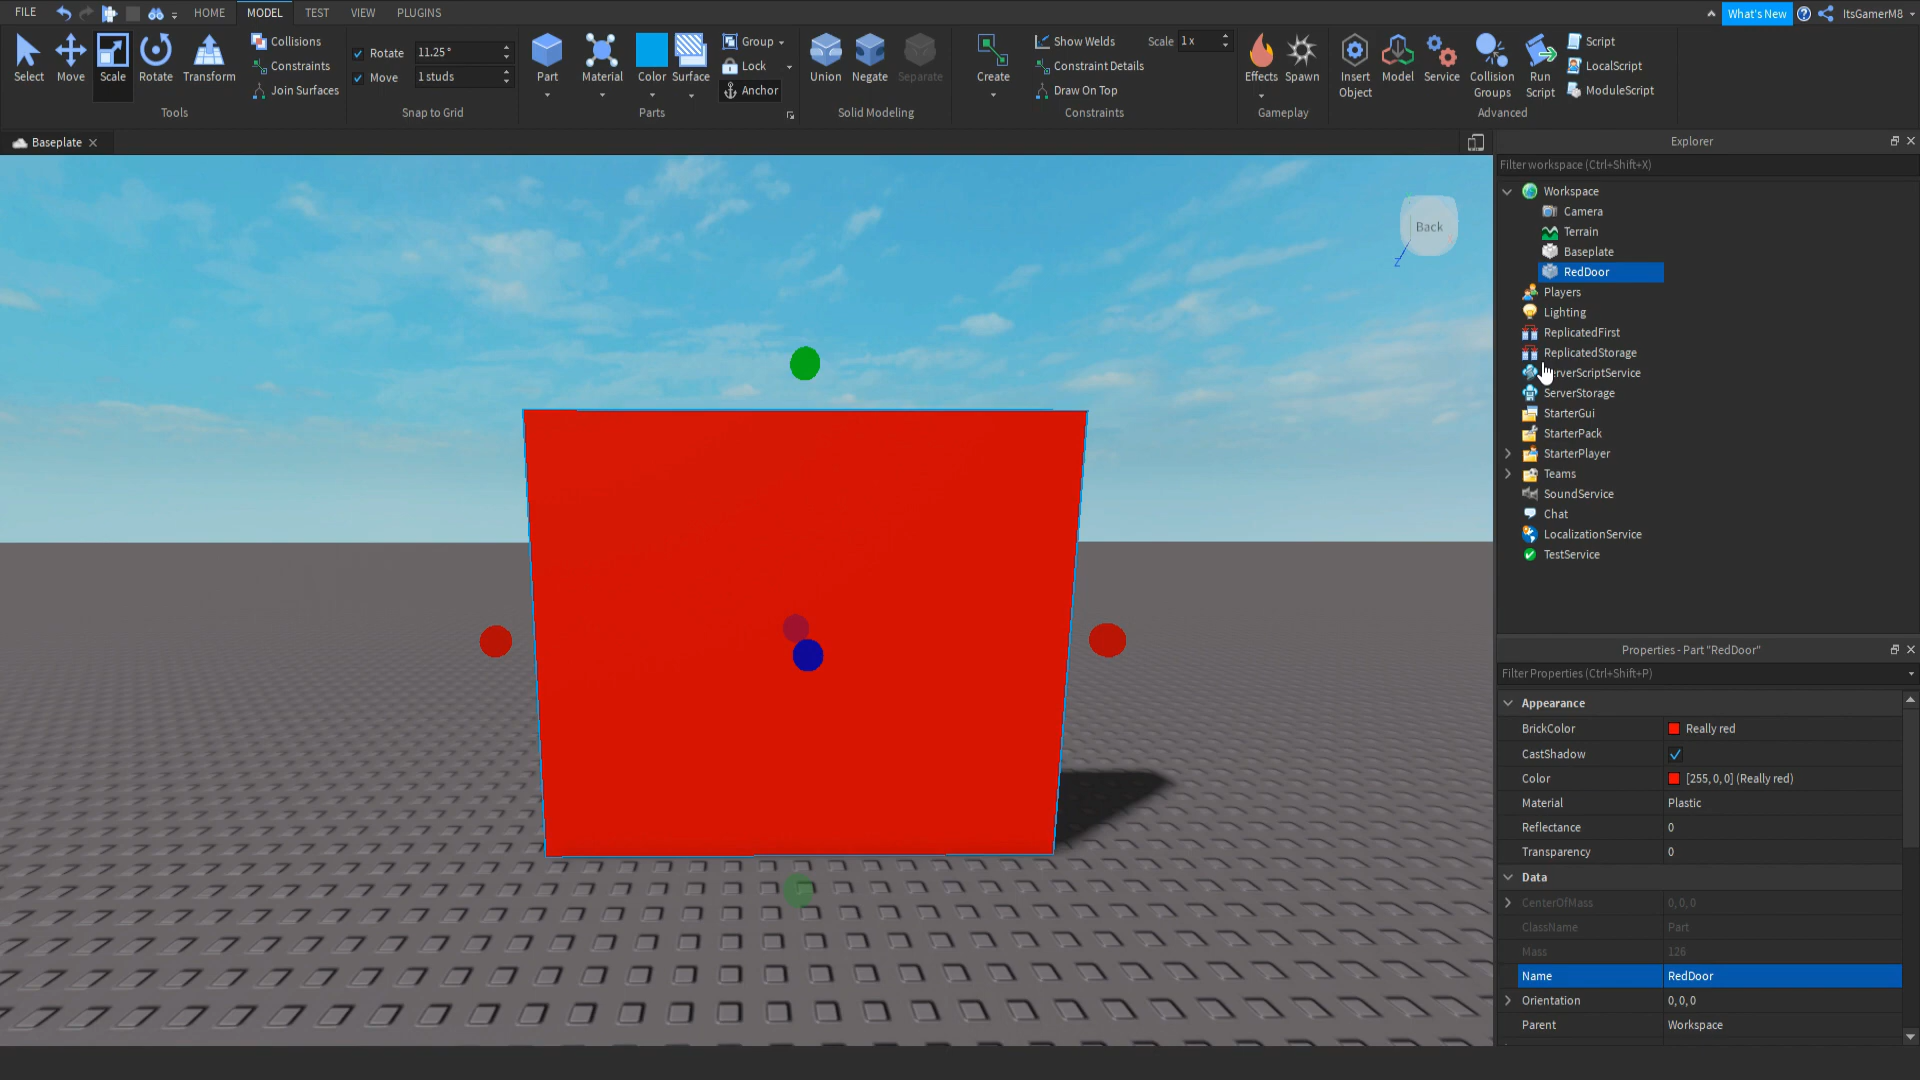 FILE
HOME
MODEL
TEST
VIEW
PLUGINS
What's New
ItsGamerM8
Select
Move
Scale
Rotate
Transform
Collisions
Constraints
Join Surfaces
Tools
Rotate
11.25°
Move
1 studs
Snap to Grid
Part
Material
Color
Surface
Group
Lock
Anchor
Parts
Union
Negate
Separate
Solid Modeling
Create
Show Welds
Scale
1 x
Constraint Details
Draw On Top
Constraints
Effects
Spawn
Gameplay
Insert
Object
Model
Service
Collision
Groups
Run
Script
Script
LocalScript
ModuleScript
Advanced
Baseplate
Back
Z
Explorer
Filter workspace (Ctrl+Shift+X)
Workspace
Camera
Terrain
Baseplate
RedDoor
Players
Lighting
ReplicatedFirst
ReplicatedStorage
erverScriptService
ServerStorage
StarterGui
StarterPack
StarterPlayer
Teams
SoundService
Chat
LocalizationService
TestService
Properties - Part "RedDoor"
Filter Properties (Ctrl+Shift+P)
Appearance
BrickColor Really red
CastShadow
Color [255, 0, 0] (Really red)
Material Plastic
Reflectance 0
Transparency 0
Data
CenterOfMass 0, 0, 0
ClassName Part
Mass 126
Name RedDoor
Orientation 0, 0, 0
Parent Workspace